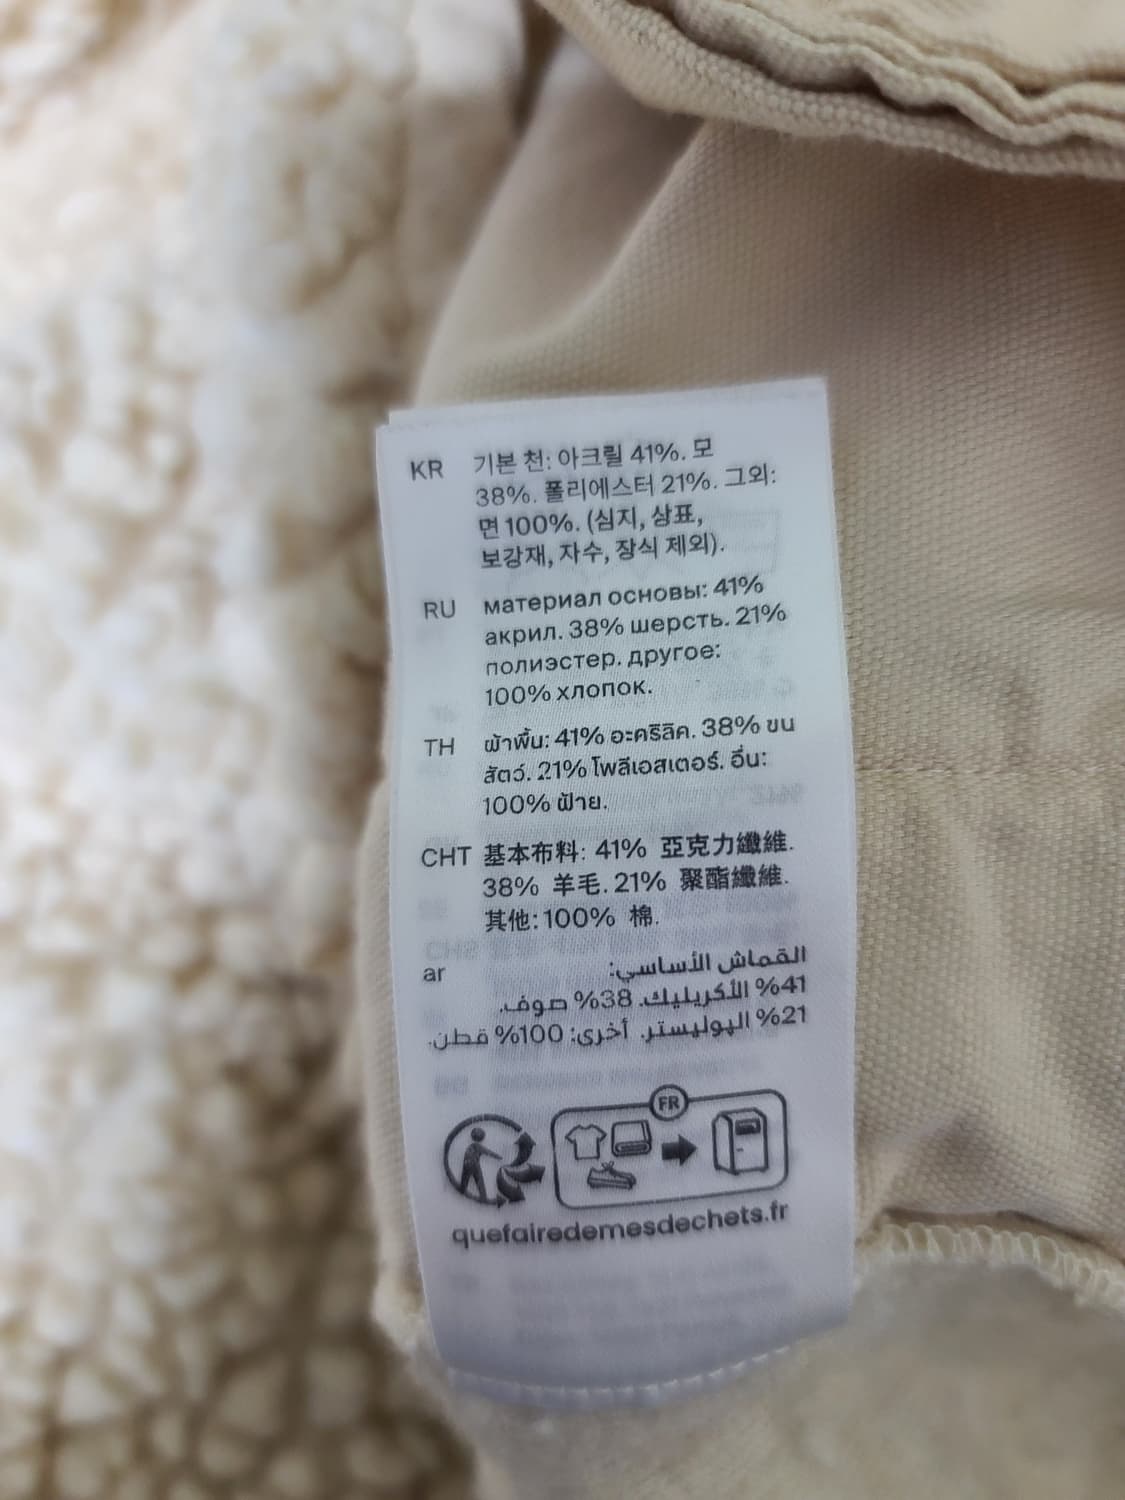 KR 기본 천: 아크릴 41%. 모
38%. 폴리에스터 21%. 그외:
면 100%. (심지, 상표,
보강재, 자수, 장식 제외).
RU материал основы: 41%
акрил. 38% шерсть. 21%
полиэстер. другое:
100% хлопок.
TH ผ้าพื้น: 41% อะคริลิค. 38% ขน
สัตว์. 21% โพลีเอสเตอร์. อื่น:
100% ฝ้าย.
CHT 基本布料: 41% 亞克力纖維.
38% 羊毛. 21% 聚酯纖維.
其他: 100% 棉.
ar القماش الأساسي:
41% الأكريليك. 38% صوف.
21% البوليستر. أخرى: 100% قطن.
FR
quefairedemesdechets.fr